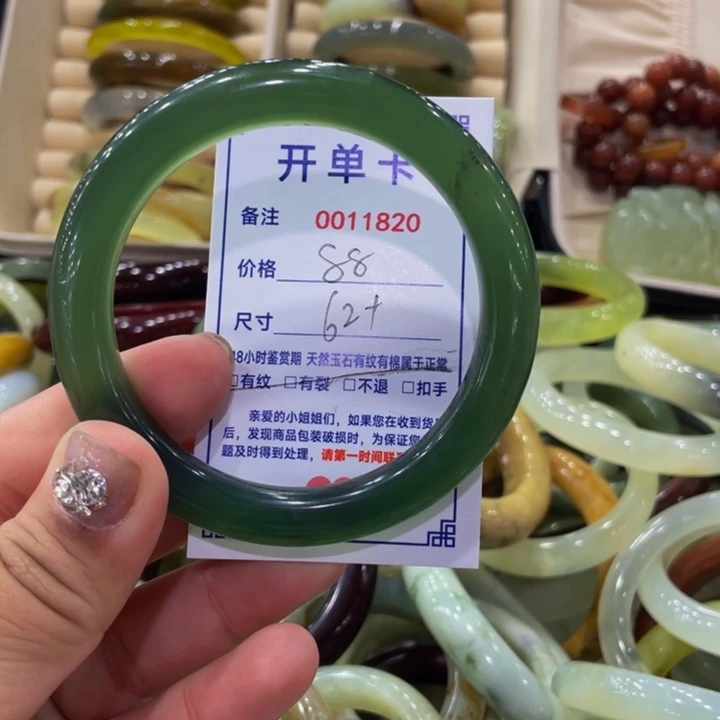 开单卡
备注 0011820
价格 88
尺寸 62+
48小时鉴赏期 天然玉石有纹有棉属于正常
□有纹 □有裂 □不退 □扣手
亲爱的小姐姐们，如果您在收到货
后，发现商品包装破损时，为保证您
题及时得到处理，请第一时间联